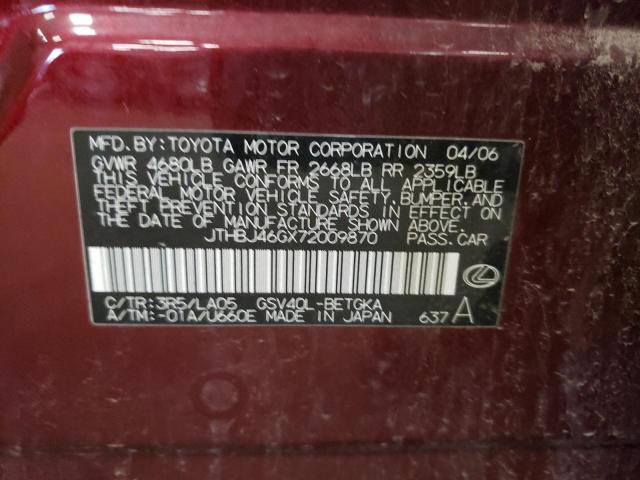 MFD. BY: TOYOTA MOTOR CORPORATION 04/06
GVWR 4680LB GAWR FR 2668LB RR 2359LB
THIS VEHICLE CONFORMS TO ALL APPLICABLE
FEDERAL MOTOR VEHICLE SAFETY, BUMPER, AND
THEFT PREVENTION STANDARDS IN EFFECT ON
THE DATE OF MANUFACTURE SHOWN ABOVE.
JTHBJ46GX72009870 PASS. CAR
C/TR: 3R5/LA05 GSV40L-BETGKA
A/TM: -01A/U660E MADE IN JAPAN 637 A